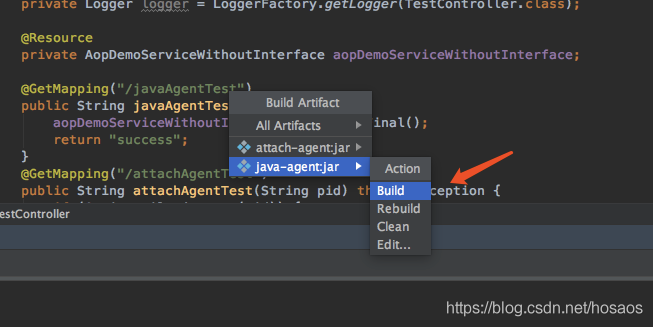 private Logger logger = LoggerFactory.getLogger(TestController.class);
@Resource
private AopDemoServiceWithoutInterface aopDemoServiceWithoutInterface;
@GetMapping("/javaAgentTest")
public String javaAgentTes
aopDemoServiceWithoutI
inal();
return "success";
}
@GetMapping("/attachAgentTes
public String attachAgentTest(String pid) th
ception {
Build Artifact
All Artifacts
attach-agent:jar
java-agent:jar
Action
Build
Rebuild
Clean
Edit...
estController
https://blog.csdn.net/hosaos